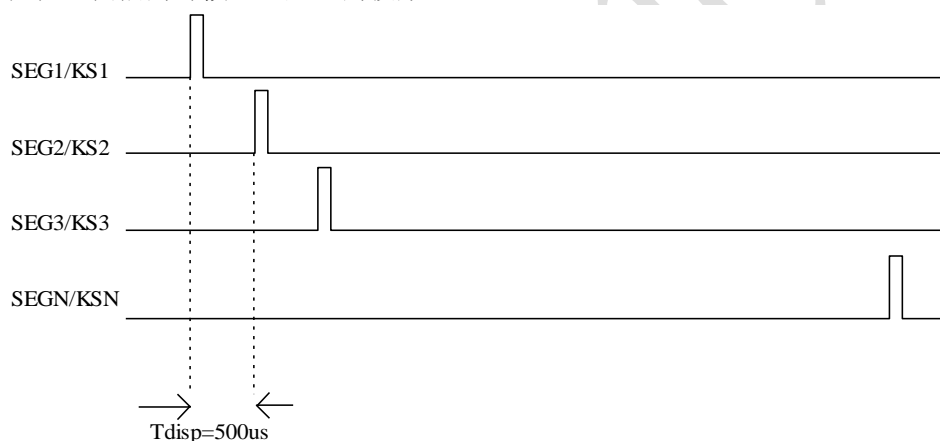 SEG1/KS1
SEG2/KS2
SEG3/KS3
SEGN/KSN
Tdisp=500us